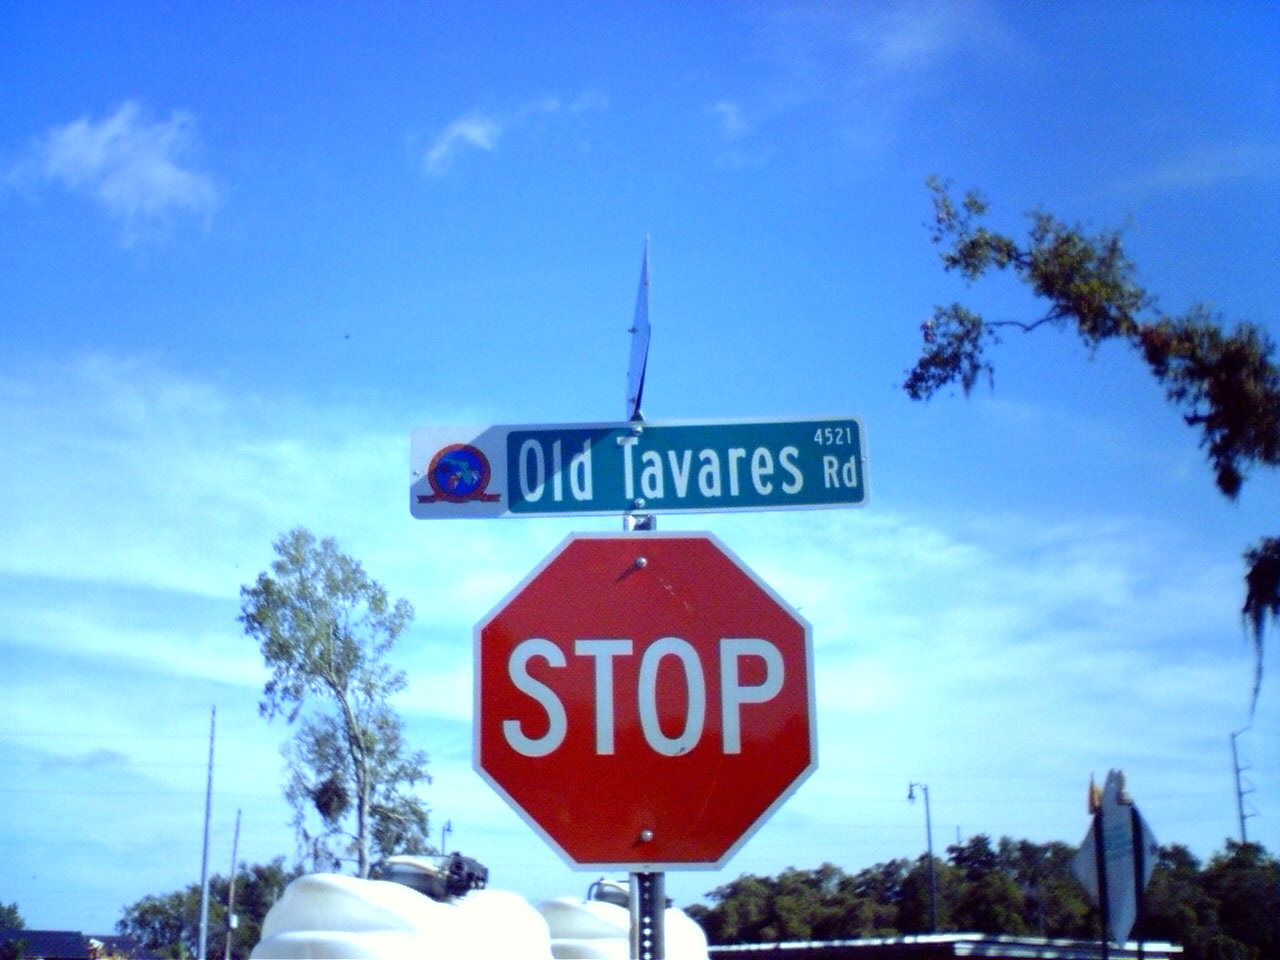 4521
Old Tavares Rd
STOP